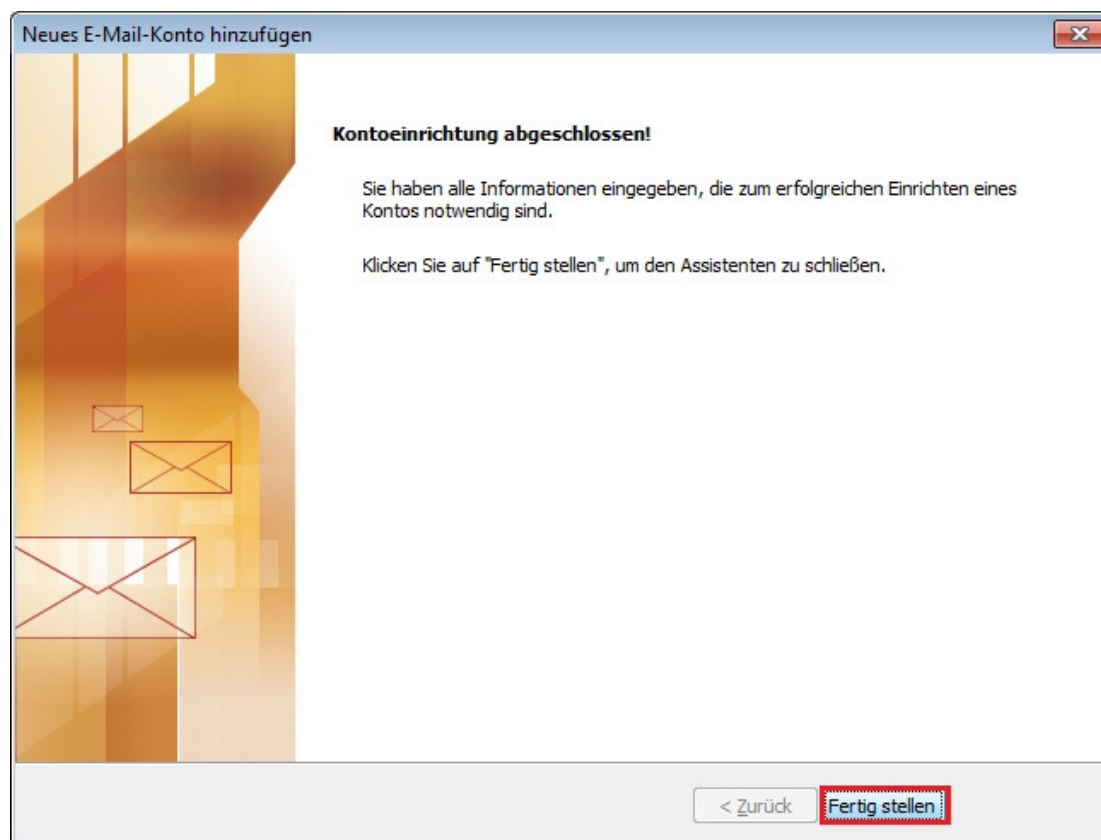 Neues E-Mail-Konto hinzufügen
Kontoeinrichtung abgeschlossen!
Sie haben alle Informationen eingegeben, die zum erfolgreichen Einrichten eines
Kontos notwendig sind.
Klicken Sie auf "Fertig stellen", um den Assistenten zu schließen.
< Zurück
Fertig stellen